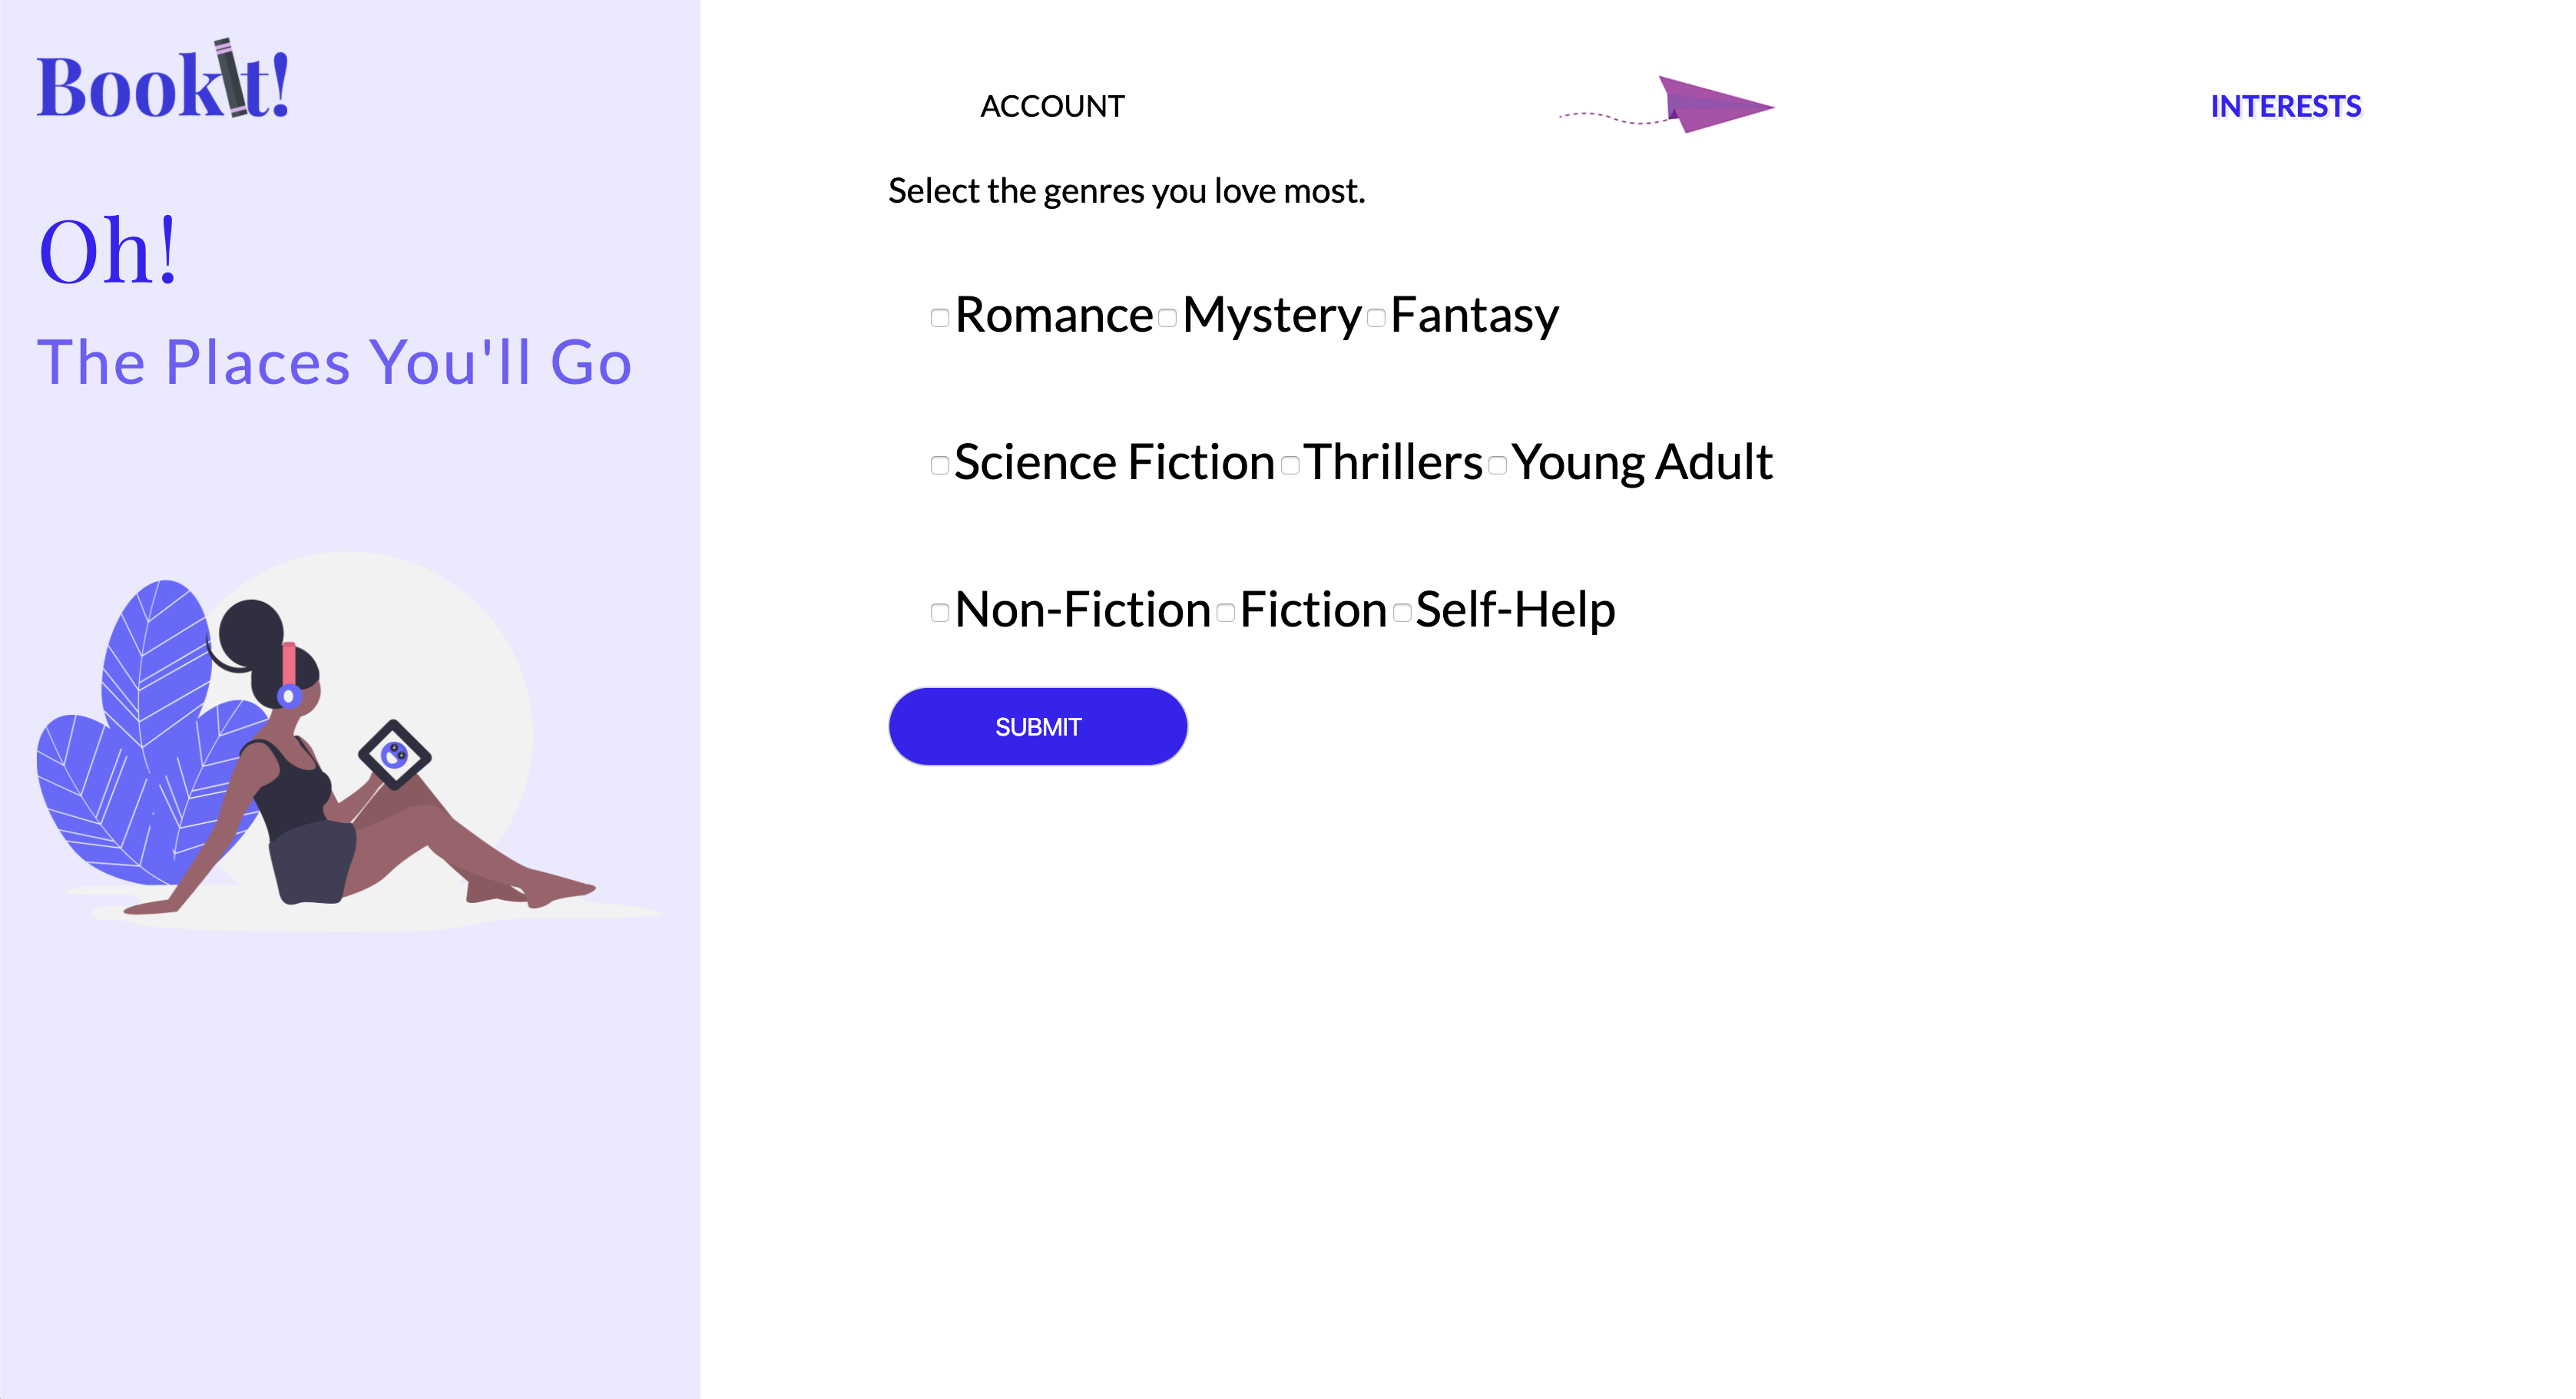 BookIt!
Oh!
The Places You'll Go
ACCOUNT
INTERESTS
Select the genres you love most.
Romance Mystery Fantasy
Science Fiction Thrillers Young Adult
Non-Fiction Fiction Self-Help
SUBMIT